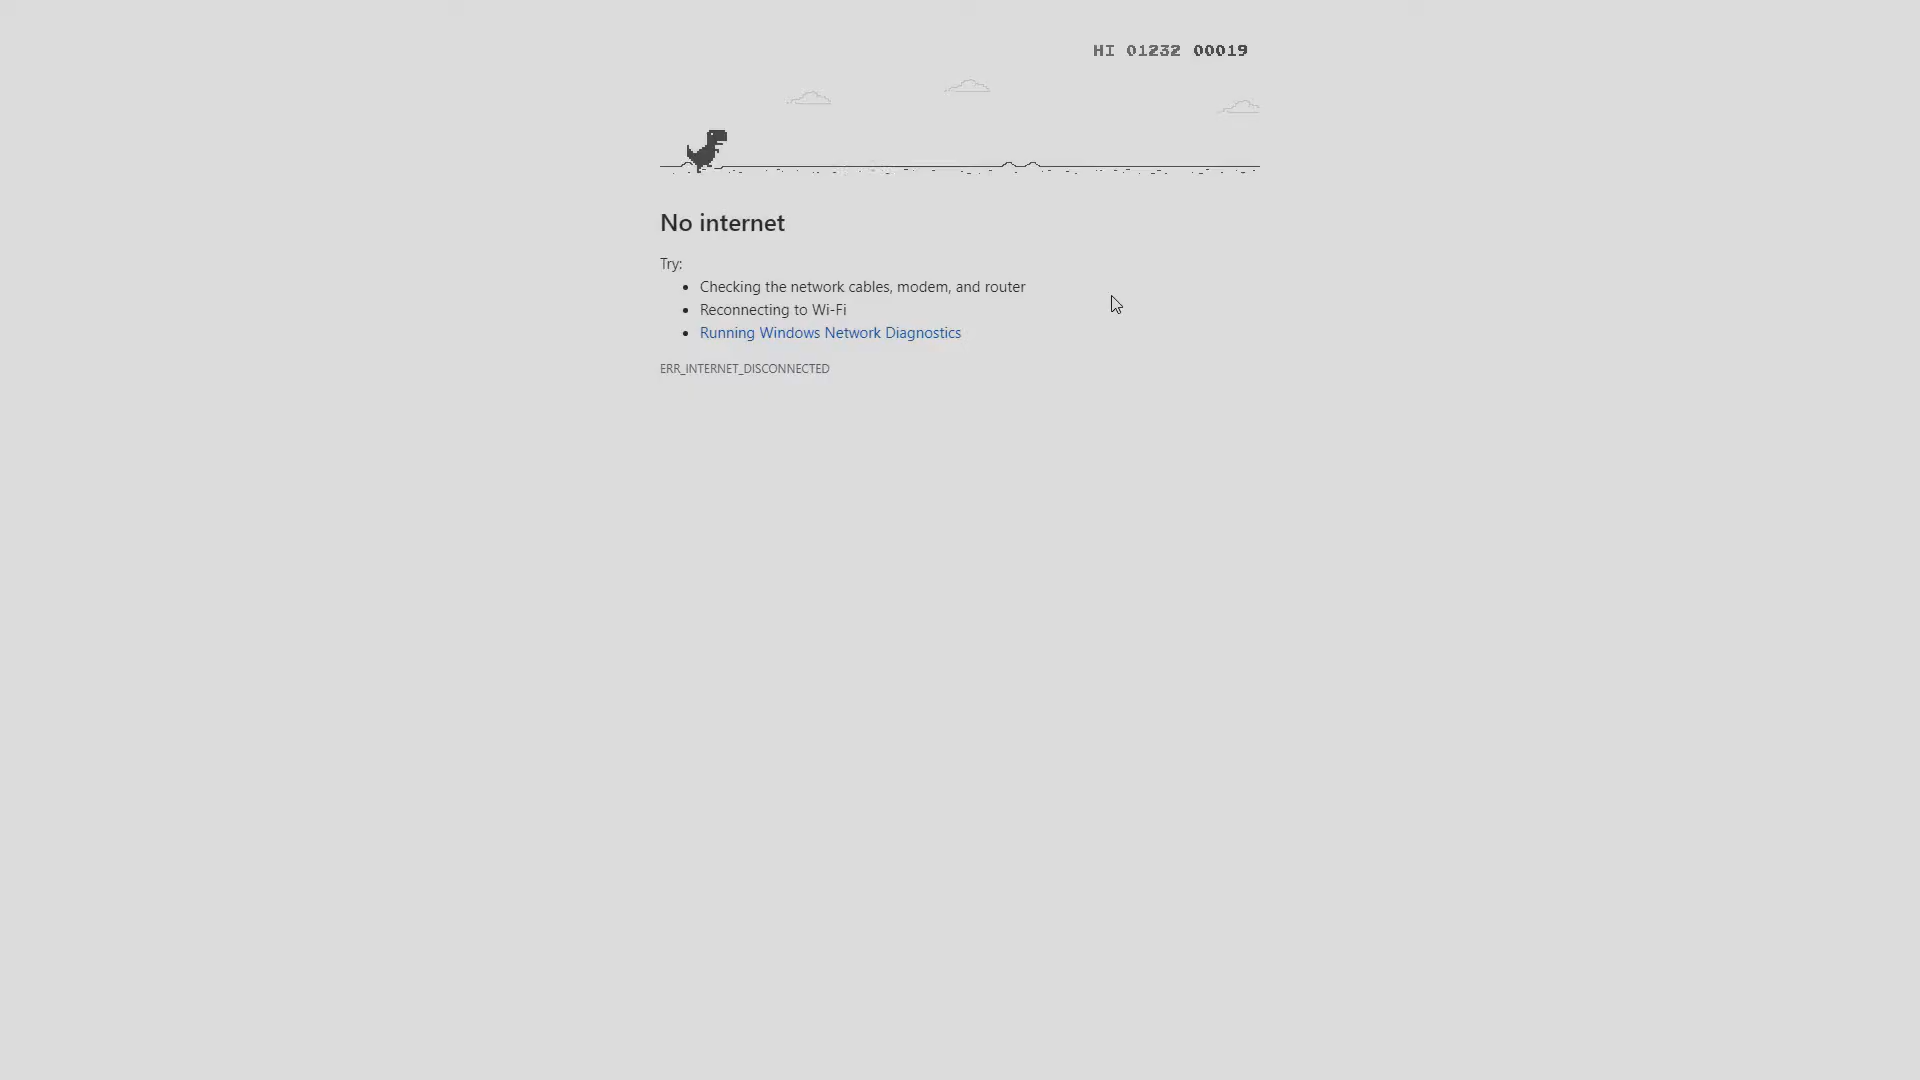 HI 01232 00019
No internet
Try:
Checking the network cables, modem, and router
Reconnecting to Wi-Fi
Running Windows Network Diagnostics
ERR_INTERNET_DISCONNECTED